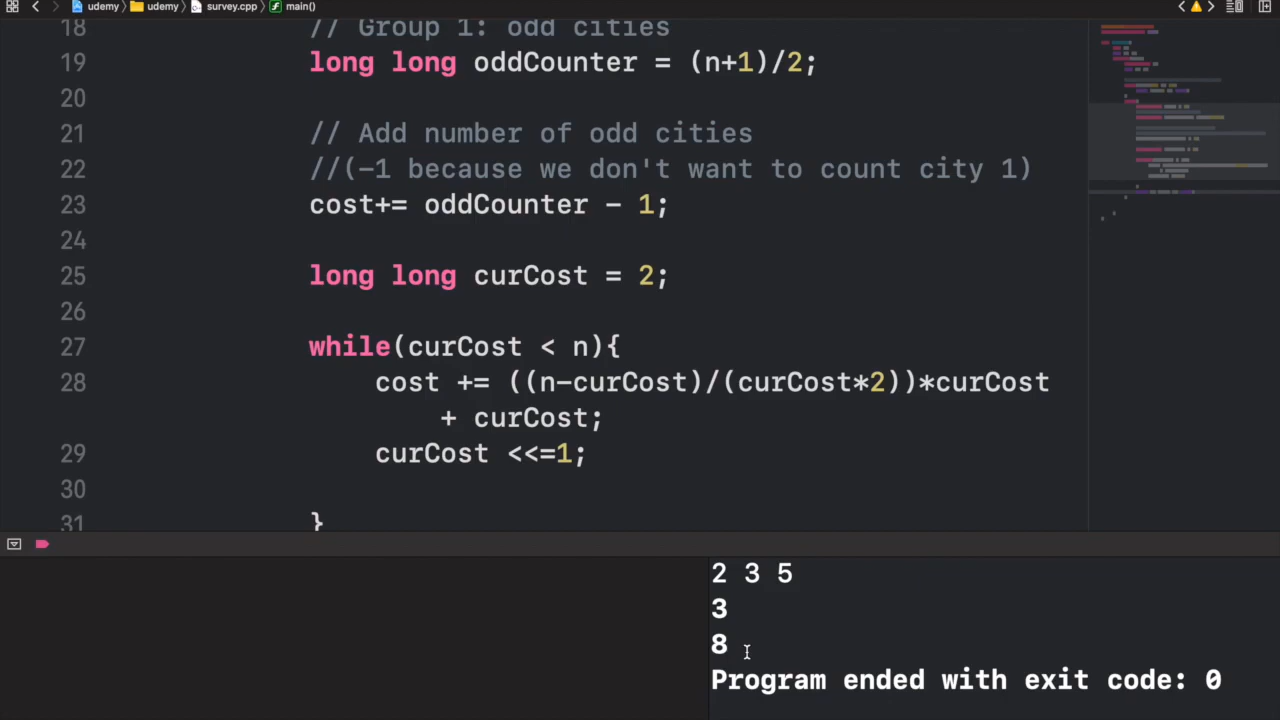 udemy udemy survey.cpp main()
18 // Group 1: odd cities
19 long long oddCounter = (n+1)/2;
20
21 // Add number of odd cities
22 //(-1 because we don't want to count city 1)
23 cost+= oddCounter - 1;
24
25 long long curCost = 2;
26
27 while(curCost < n){
28 cost += ((n-curCost)/(curCost*2))*curCost
+ curCost;
29 curCost <<=1;
30
31 }
2 3 5
3
8
Program ended with exit code: 0